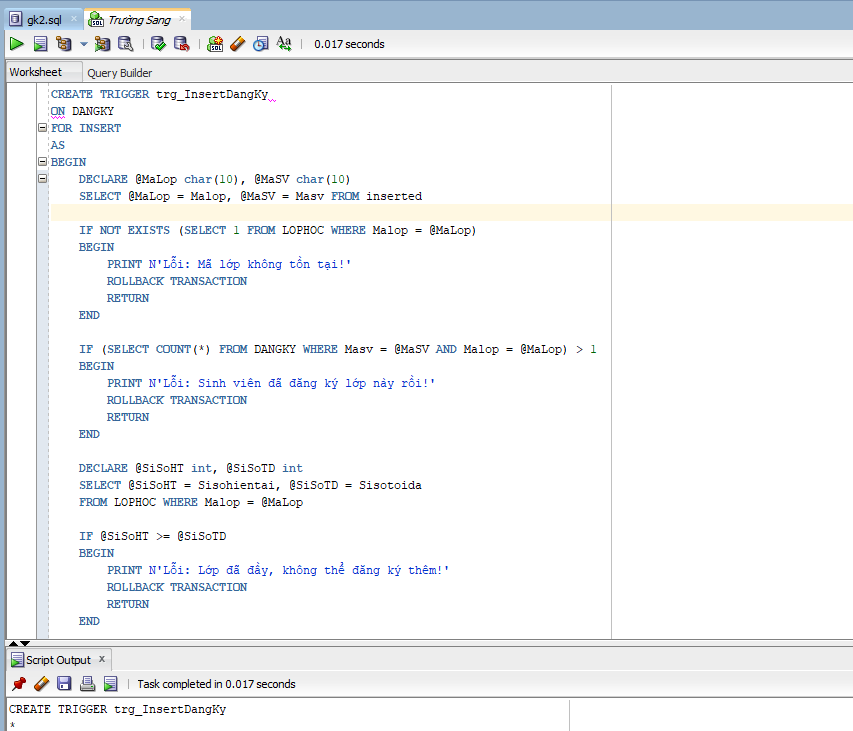 gk2.sql
Trường Sang
0.017 seconds
Worksheet
Query Builder
CREATE TRIGGER trg_InsertDangKy
ON DANGKY
FOR INSERT
AS
BEGIN
DECLARE @MaLop char(10), @MaSV char(10)
SELECT @MaLop = Malop, @MaSV = Masv FROM inserted
IF NOT EXISTS (SELECT 1 FROM LOPHOC WHERE Malop = @MaLop)
BEGIN
PRINT N'Lỗi: Mã lớp không tồn tại!'
ROLLBACK TRANSACTION
RETURN
END
IF (SELECT COUNT(*) FROM DANGKY WHERE Masv = @MaSV AND Malop = @MaLop) > 1
BEGIN
PRINT N'Lỗi: Sinh viên đã đăng ký lớp này rồi!'
ROLLBACK TRANSACTION
RETURN
END
DECLARE @SiSoHT int, @SiSoTD int
SELECT @SiSoHT = Sisohientai, @SiSoTD = Sisotoida
FROM LOPHOC WHERE Malop = @MaLop
IF @SiSoHT >= @SiSoTD
BEGIN
PRINT N'Lỗi: Lớp đã đầy, không thể đăng ký thêm!'
ROLLBACK TRANSACTION
RETURN
END
Script Output
Task completed in 0.017 seconds
CREATE TRIGGER trg_InsertDangKy
*